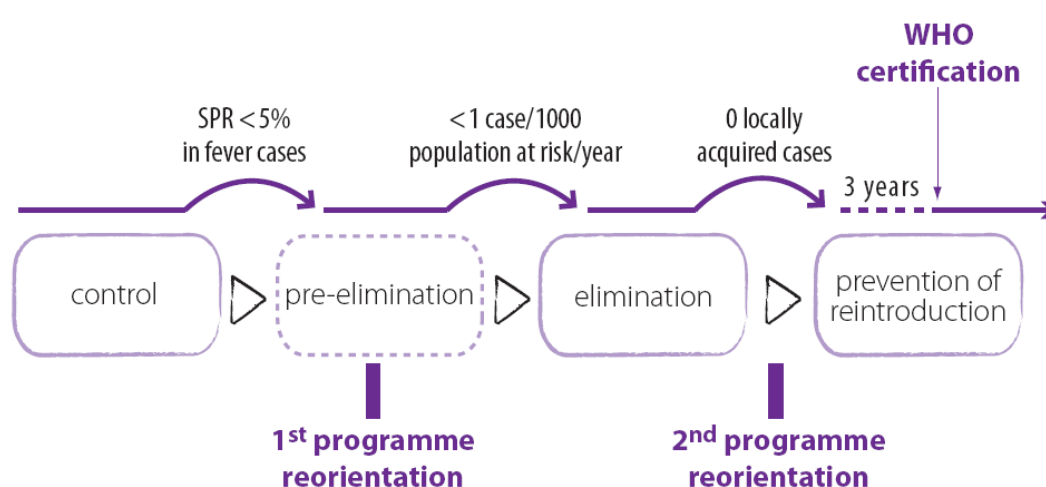 WHO
certification
SPR <5%
in fever cases
<1 case/1000
population at risk/year
0 locally
acquired cases
3 years
control
pre-elimination
elimination
prevention of
reintroduction
1st programme
reorientation
2nd programme
reorientation